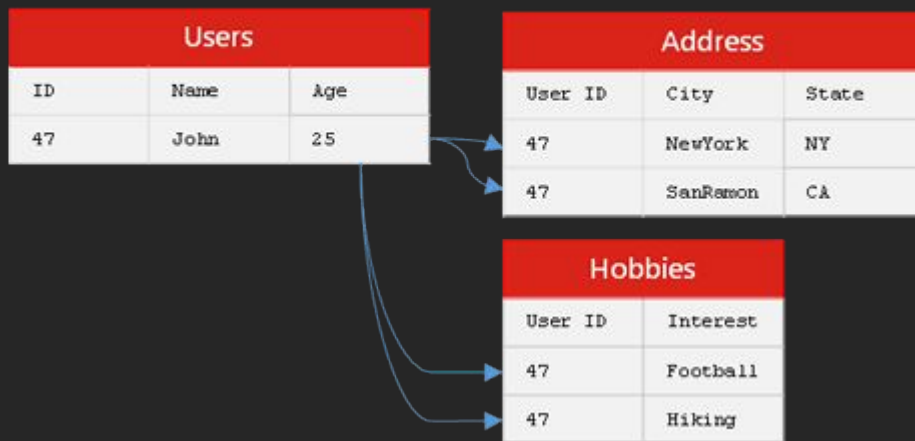 Users
ID Name Age
47 John 25
Address
User ID City State
47 NewYork NY
47 SanRamon CA
Hobbies
User ID Interest
47 Football
47 Hiking